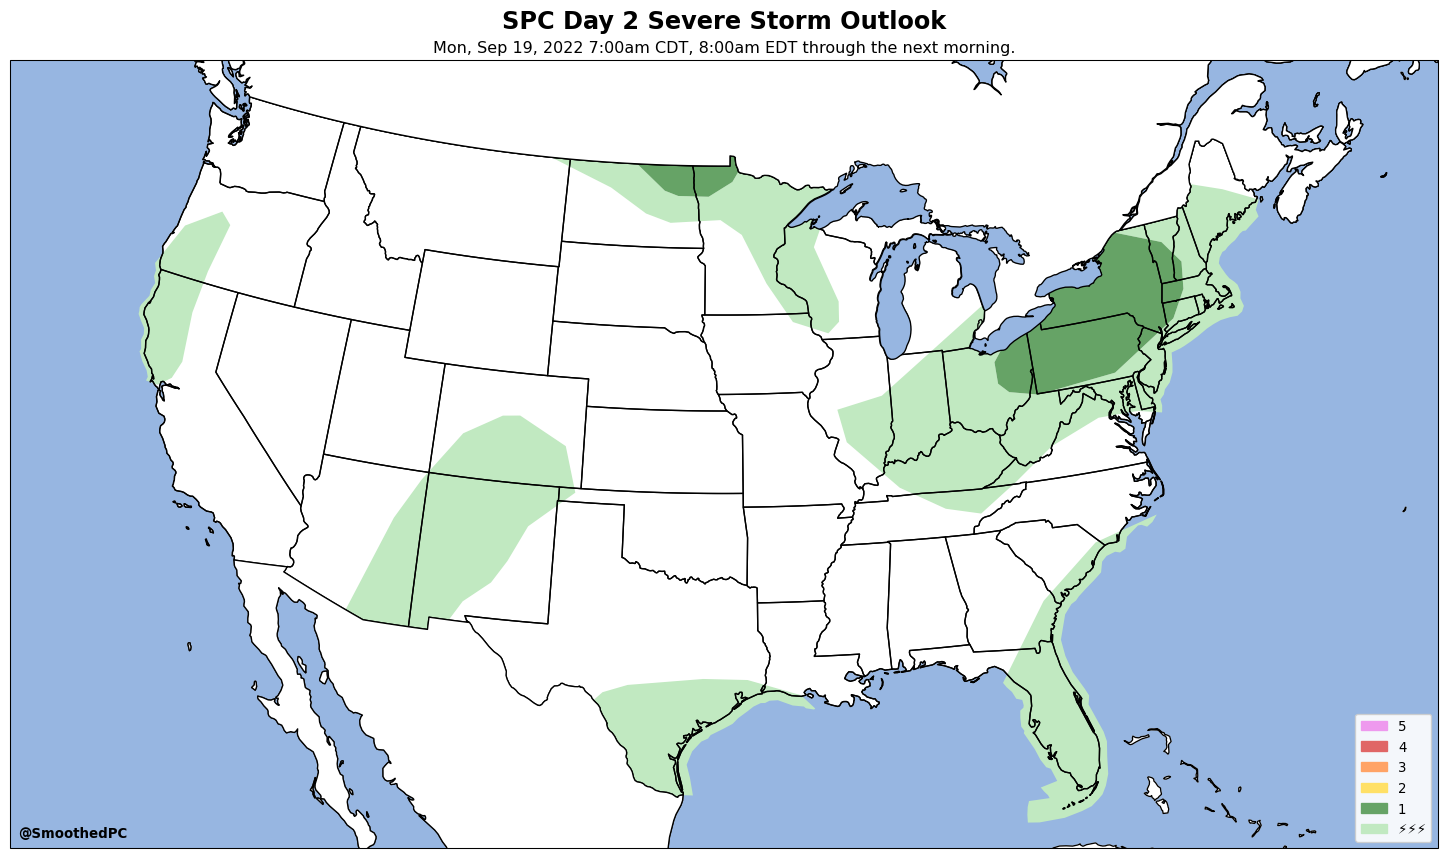 SPC Day 2 Severe Storm Outlook
Mon, Sep 19, 2022 7:00am CDT, 8:00am EDT through the next morning.
5
4
3
2
1
⚡⚡⚡
@SmoothedPC